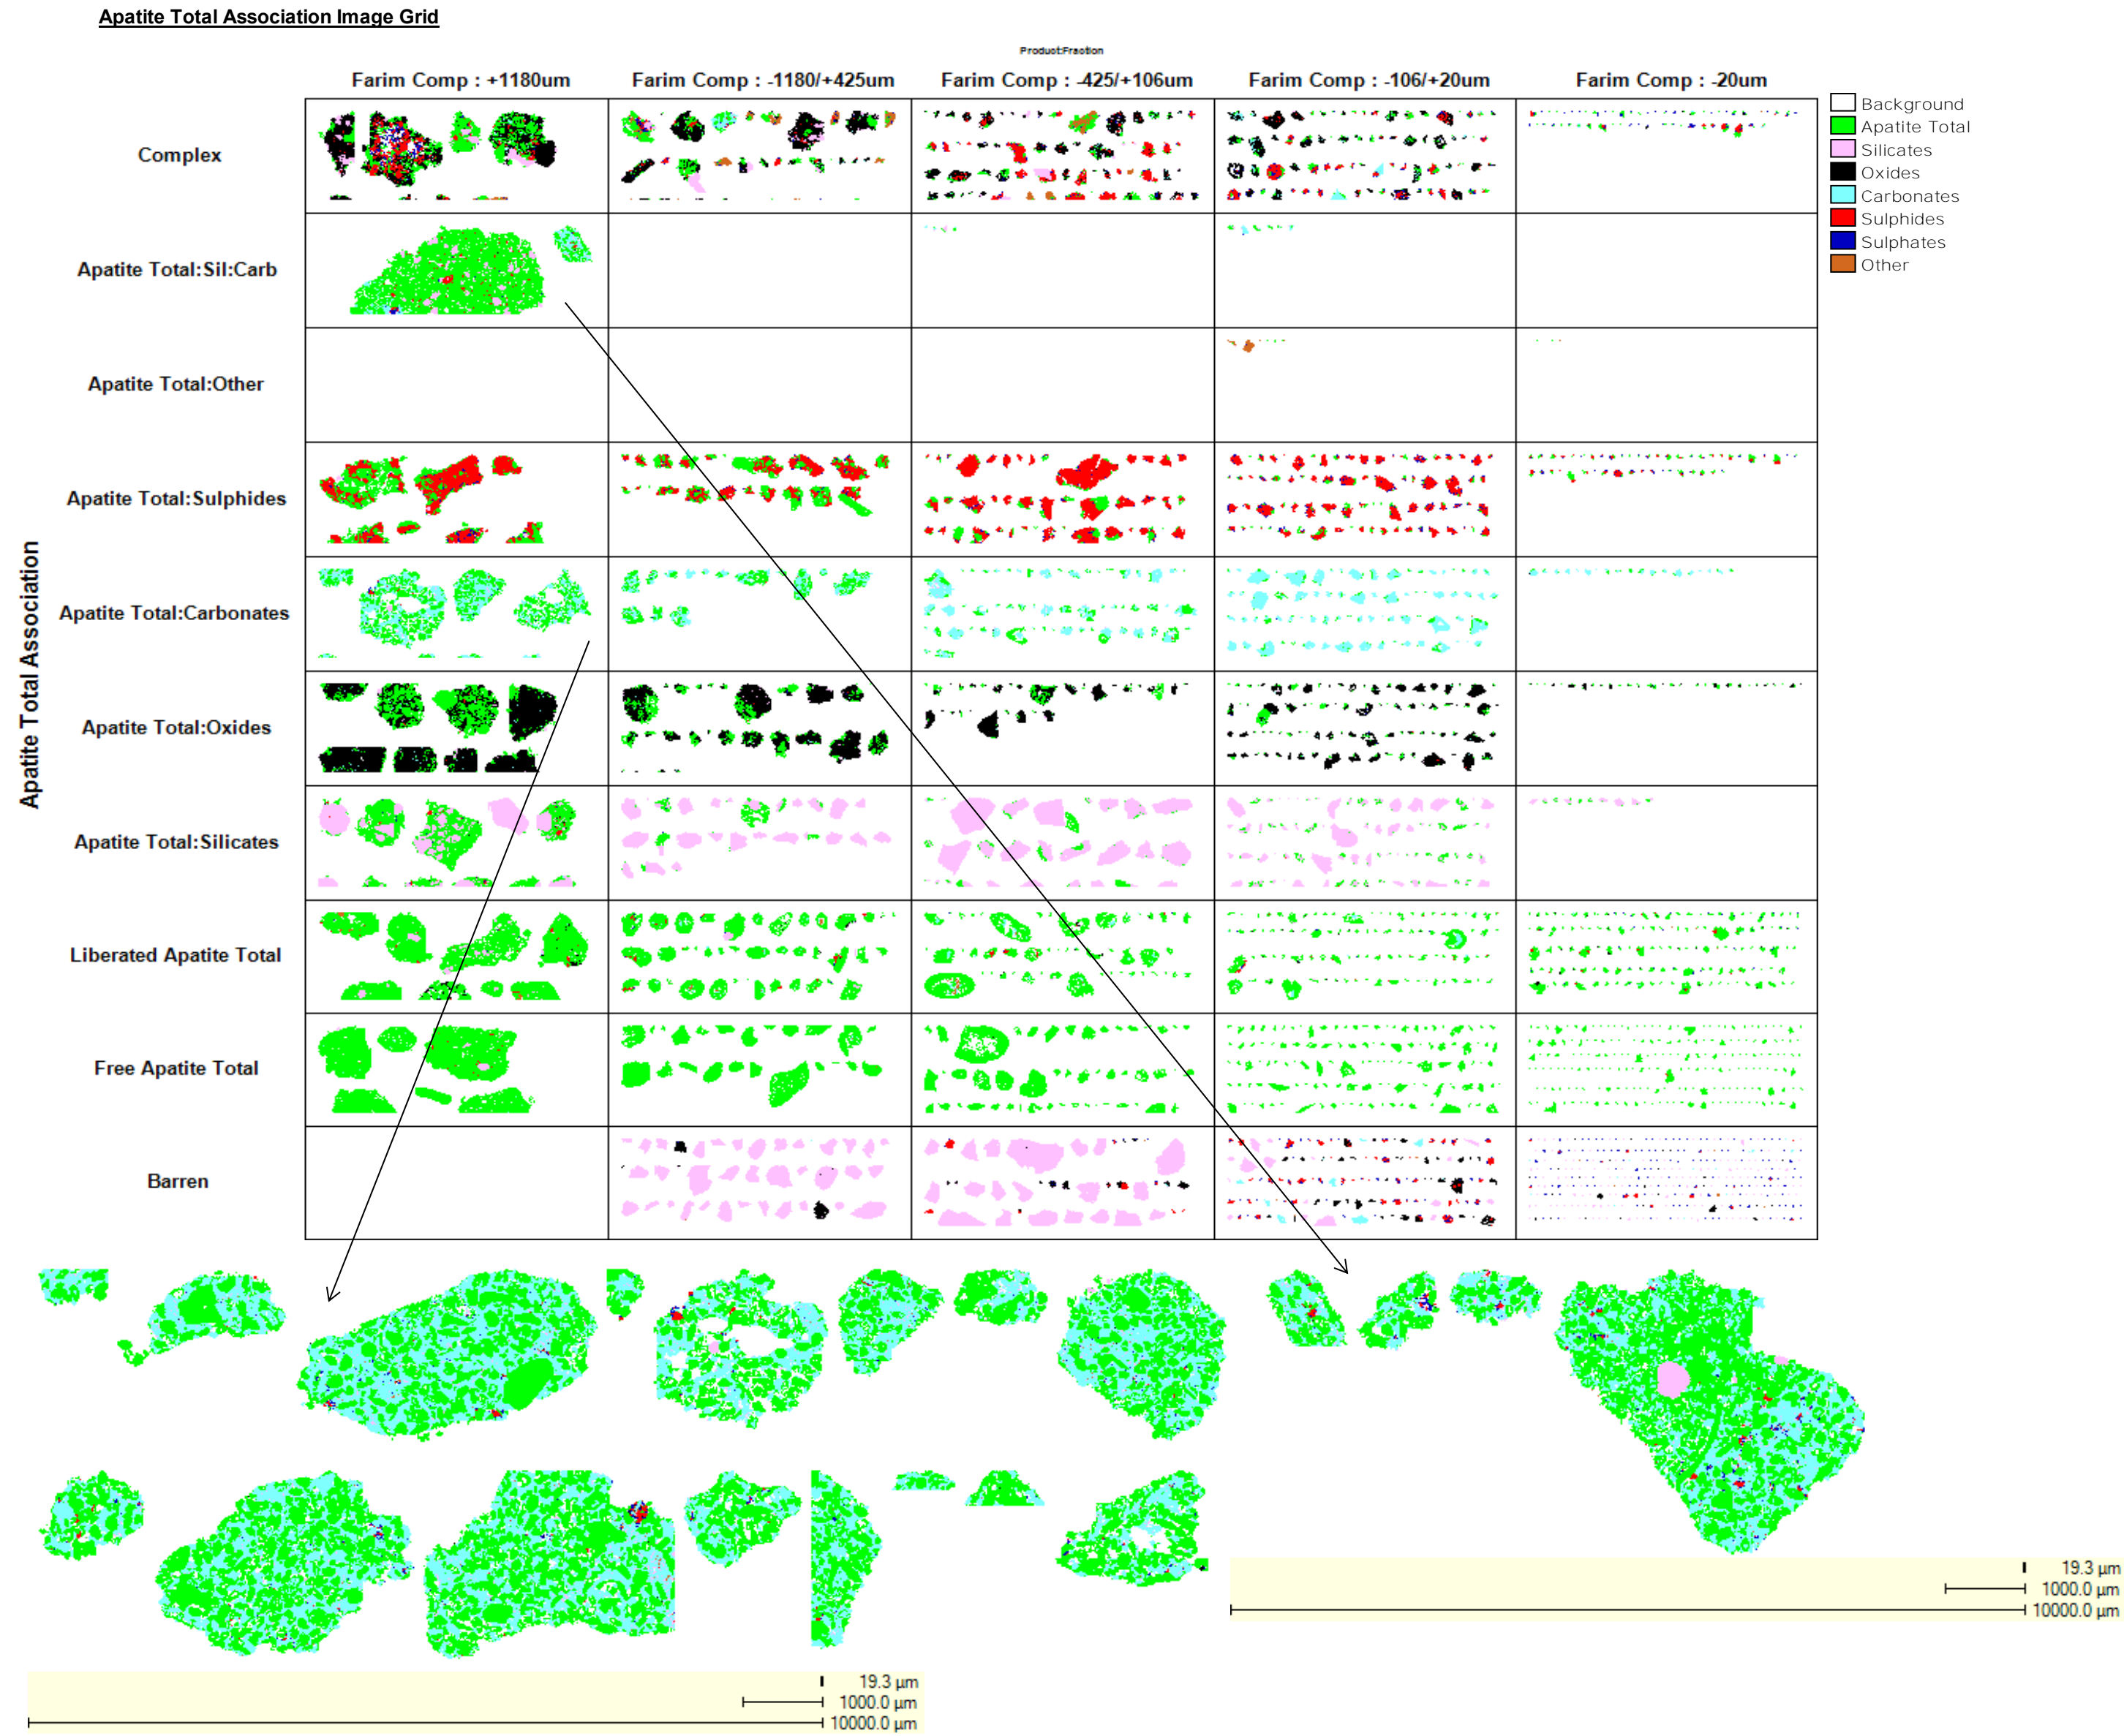 Apatite Total Association Image Grid
Product:Fraction
Farim Comp : +1180um
Farim Comp : -1180/+425um
Farim Comp : -425/+106um
Farim Comp : -106/+20um
Farim Comp : -20um
Background
Apatite Total
Silicates
Oxides
Carbonates
Sulphides
Sulphates
Other
Apatite Total Association
Complex
Apatite Total:Sil:Carb
Apatite Total:Other
Apatite Total:Sulphides
Apatite Total:Carbonates
Apatite Total:Oxides
Apatite Total:Silicates
Liberated Apatite Total
Free Apatite Total
Barren
19.3 µm
1000.0 µm
10000.0 µm
19.3 µm
1000.0 µm
10000.0 µm